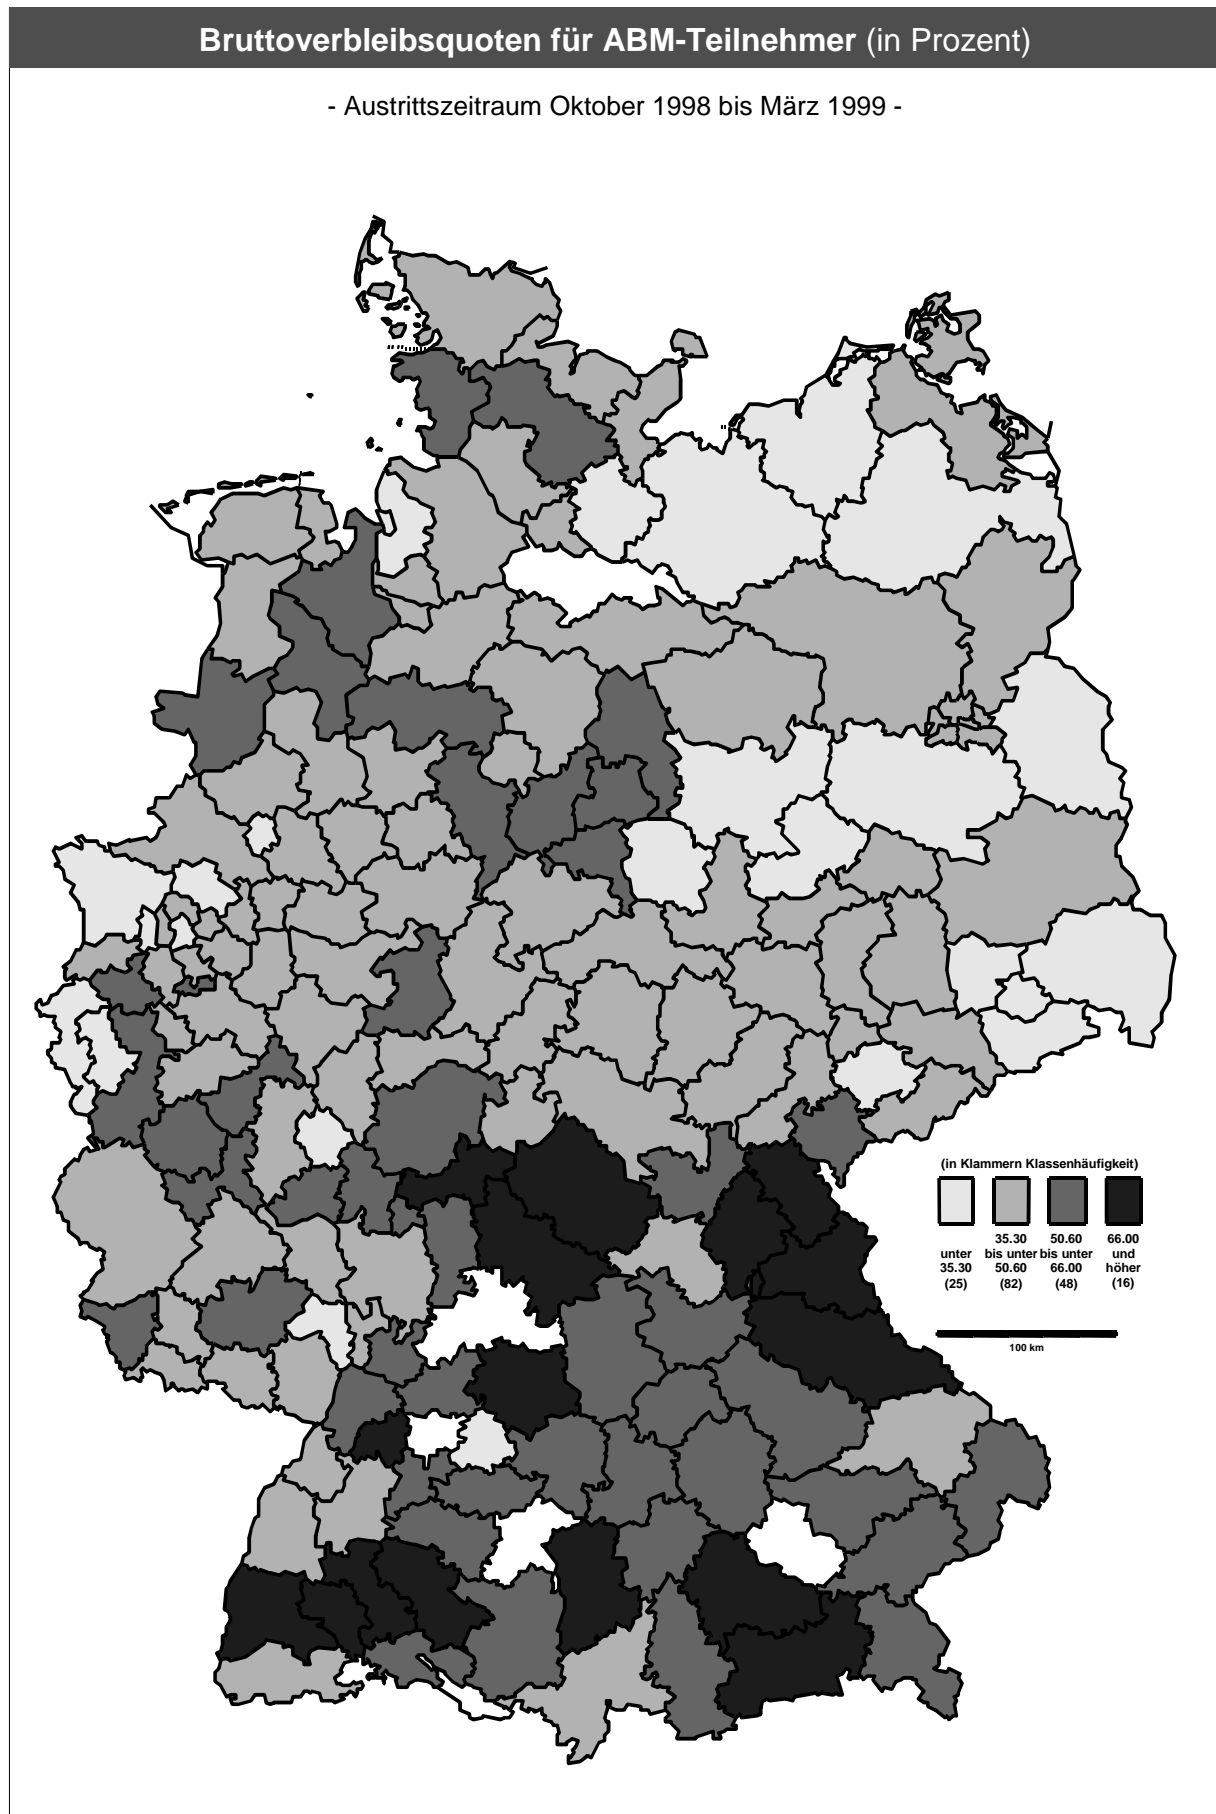 Bruttoverbleibsquoten für ABM-Teilnehmer (in Prozent)
- Austrittszeitraum Oktober 1998 bis März 1999 -
(in Klammern Klassenhäufigkeit)
35.30 50.60 66.00
unter bis unter bis unter und
35.30 50.60 66.00 höher
(25) (82) (48) (16)
100 km